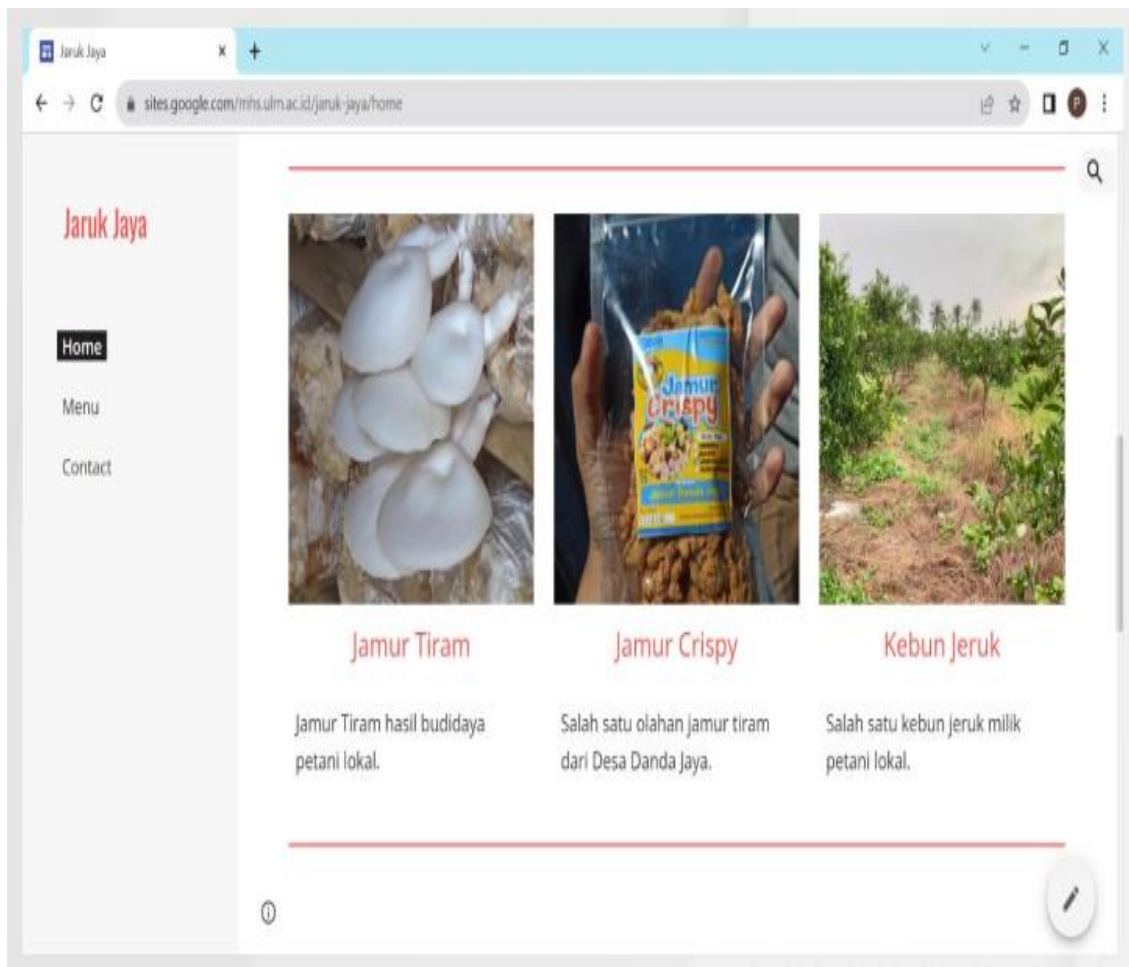 Jaruk Jaya
sites.google.com/mhs.ulm.ac.id/jaruk-jaya/home
P
Jaruk Jaya
Home
Menu
Contact
Jamur
Crispy
Jamur Tiram
Jamur Crispy
Kebun Jeruk
Jamur Tiram hasil budidaya
petani lokal.
Salah satu olahan jamur tiram
dari Desa Danda Jaya.
Salah satu kebun jeruk milik
petani lokal.